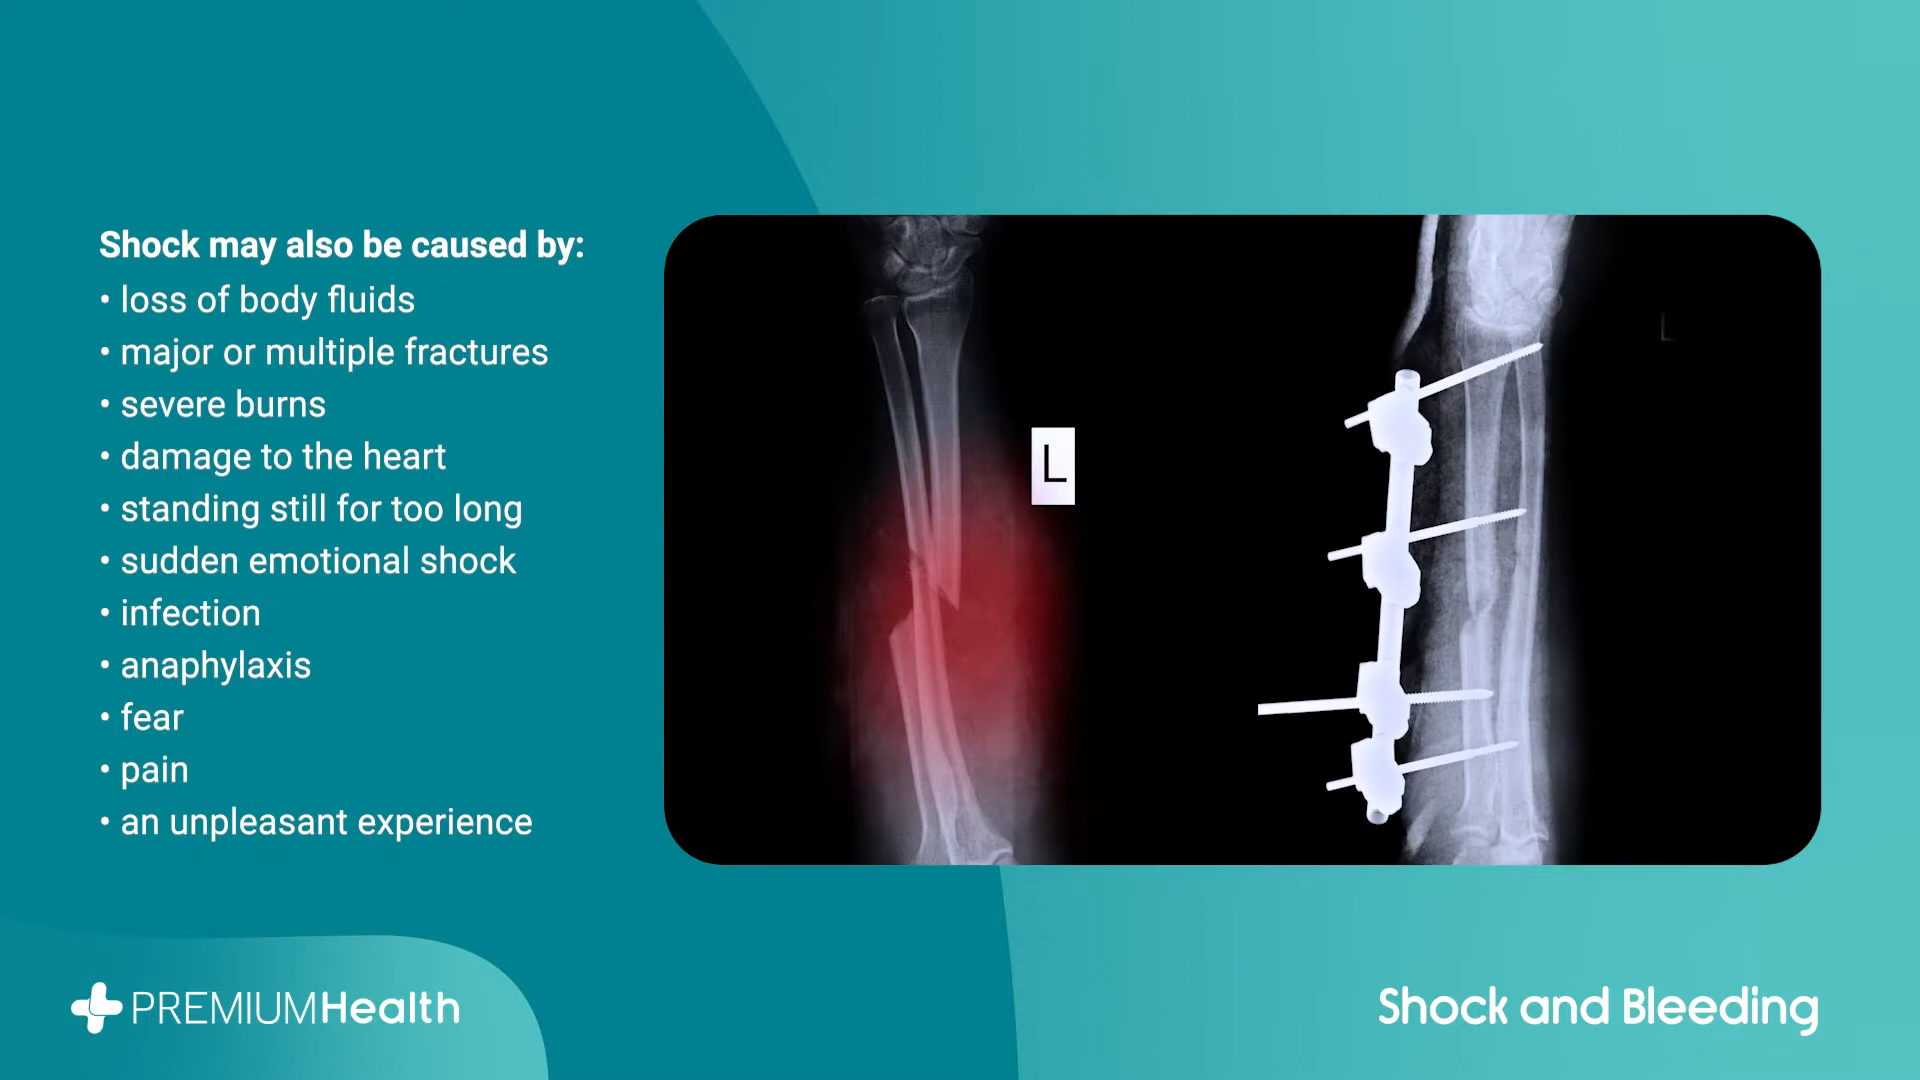 Shock may also be caused by:
• loss of body fluids
• major or multiple fractures
• severe burns
• damage to the heart
• standing still for too long
• sudden emotional shock
• infection
• anaphylaxis
• fear
• pain
• an unpleasant experience
L
L
PREMIUMHealth
Shock and Bleeding